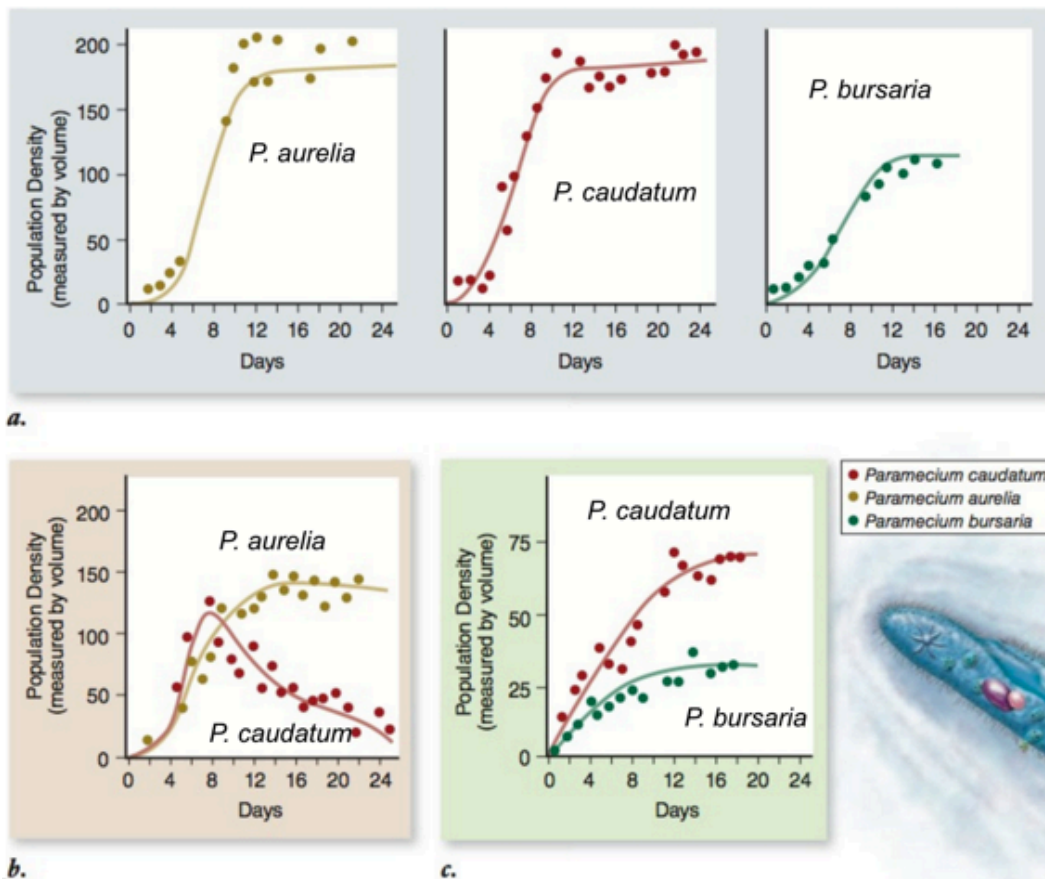 200
150
100
50
0
Population Density
(measured by volume)
P. aurelia
0 4 8 12 16 20 24
Days
P. caudatum
0 4 8 12 16 20 24
Days
P. bursaria
0 4 8 12 16 20 24
Days
a.
200
150
100
50
0
Population Density
(measured by volume)
P. aurelia
P. caudatum
0 4 8 12 16 20 24
Days
b.
75
50
25
0
Population Density
(measured by volume)
P. caudatum
P. bursaria
0 4 8 12 16 20 24
Days
c.
Paramecium caudatum
Paramecium aurelia
Paramecium bursaria